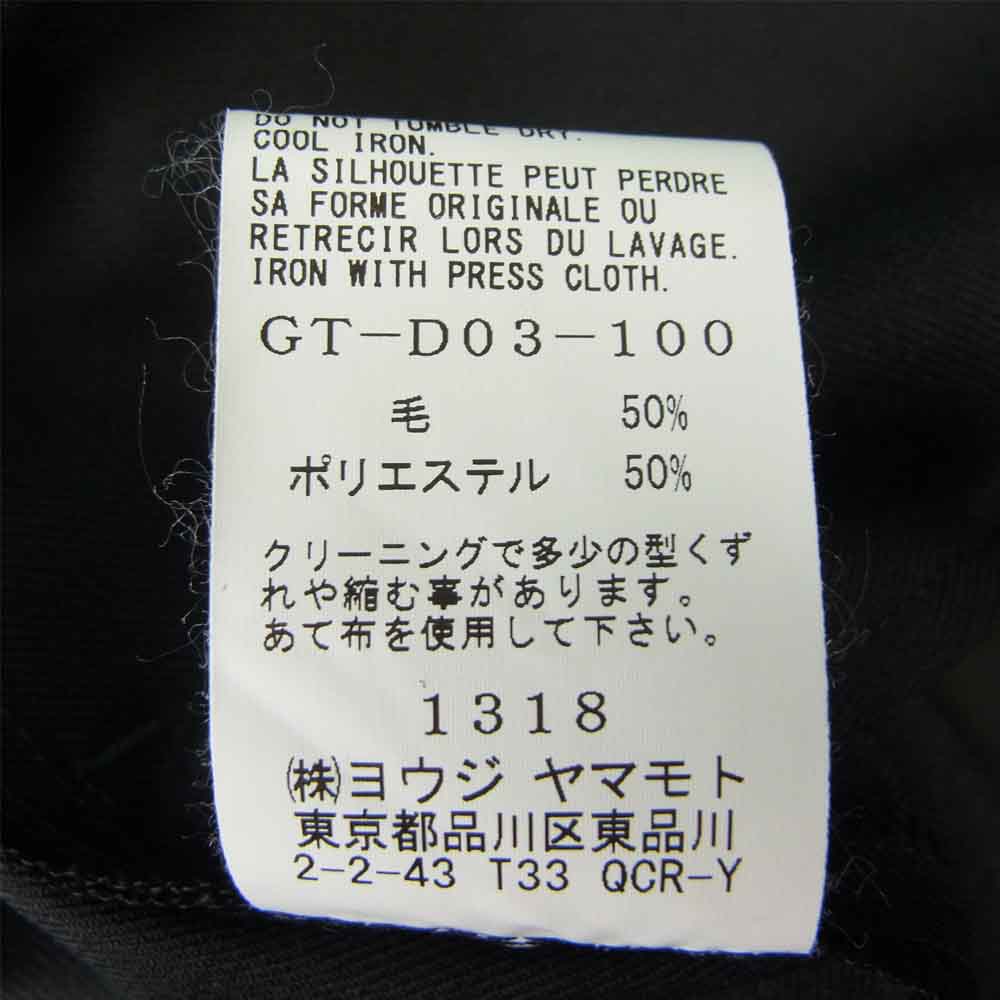 DO NOT TUMBLE DRY.
COOL IRON.
LA SILHOUETTE PEUT PERDRE
SA FORME ORIGINALE OU
RETRECIR LORS DU LAVAGE.
IRON WITH PRESS CLOTH.
GT-D03-100
毛 50%
ポリエステル 50%
クリーニングで多少の型くず
れや縮む事があります。
あて布を使用して下さい。
1318
㈱ヨウジ ヤマモト
東京都品川区東品川
2-2-43 T33 QCR-Y